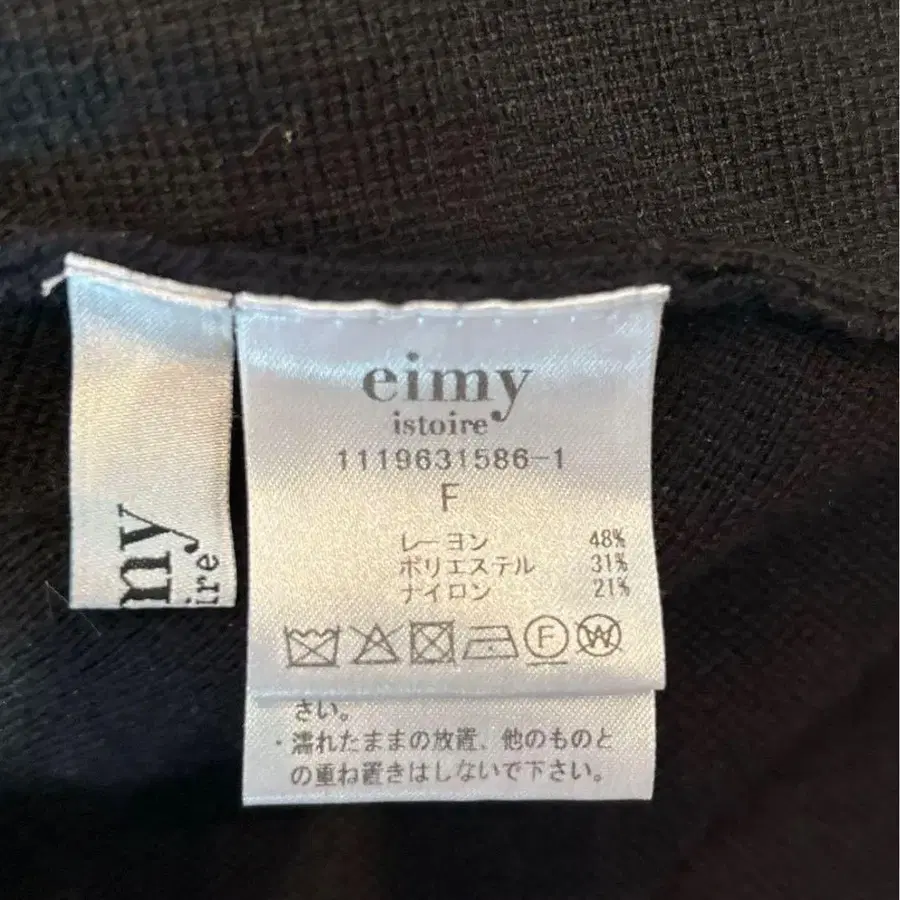 eimy
istoire
1119631586-1
F
レーヨン 48%
ポリエステル 31%
ナイロン 21%
F W
さい。
・濡れたままの放置、他のものと
の重ね置きはしないで下さい。
my
ire